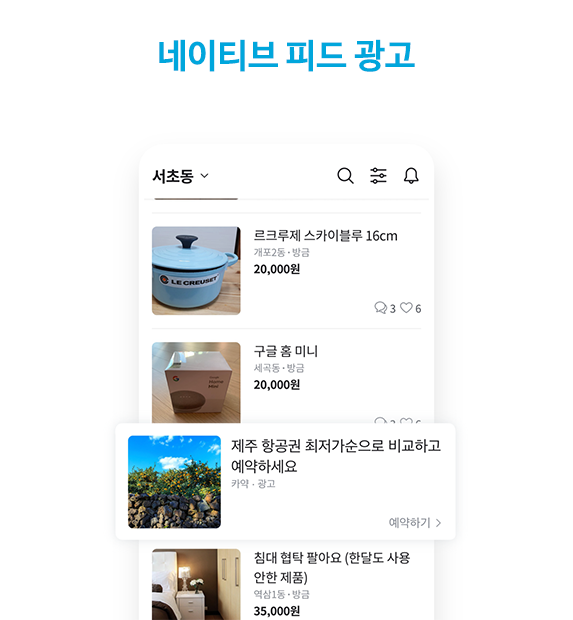 네이티브 피드 광고
서초동
르크루제 스카이블루 16cm
개포2동 · 방금
20,000원
LE CREUSET
3 6
구글 홈 미니
세곡동 · 방금
20,000원
제주 항공권 최저가순으로 비교하고
예약하세요
카약 · 광고
예약하기
침대 협탁 팔아요 (한달도 사용
안한 제품)
역삼1동 · 방금
35,000원